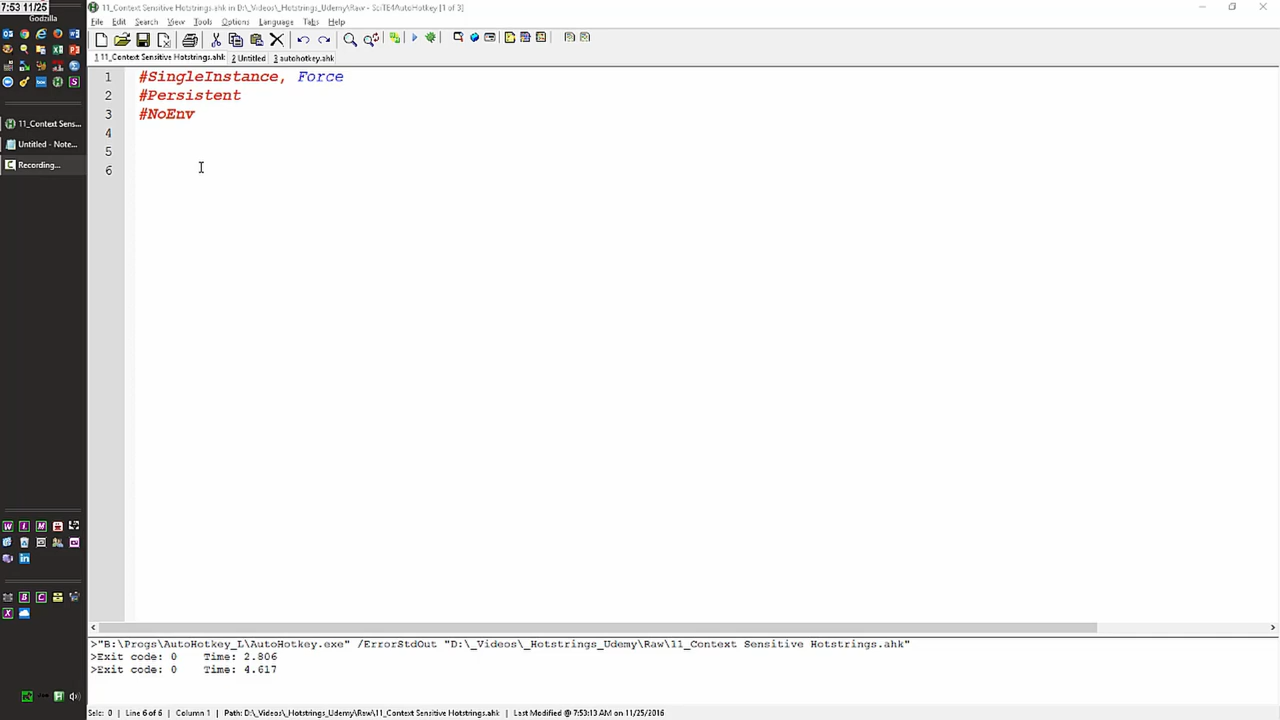 7:53 11/25
Godzilla
11_Context Sensitive Hotstrings.ahk in D:\_Videos\_Hotstrings_Udemy\Raw - SciTE4AutoHotkey [1 of 3]
File Edit Search View Tools Options Language Tabs Help
1 11_Context Sensitive Hotstrings.ahk 2 Untitled 3 autohotkey.ahk
1 #SingleInstance, Force
2 #Persistent
3 #NoEnv
4
5
6
11_Context Sens...
Untitled - Note...
Recording...
>"B:\Progs\AutoHotkey_L\AutoHotkey.exe" /ErrorStdOut "D:\_Videos\_Hotstrings_Udemy\Raw\11_Context Sensitive Hotstrings.ahk"
>Exit code: 0 Time: 2.806
>Exit code: 0 Time: 4.617
Selc: 0 Line 6 of 6 Column 1 Path: D:\_Videos\_Hotstrings_Udemy\Raw\11_Context Sensitive Hotstrings.ahk Last Modified @ 7:53:13 AM on 11/25/2016